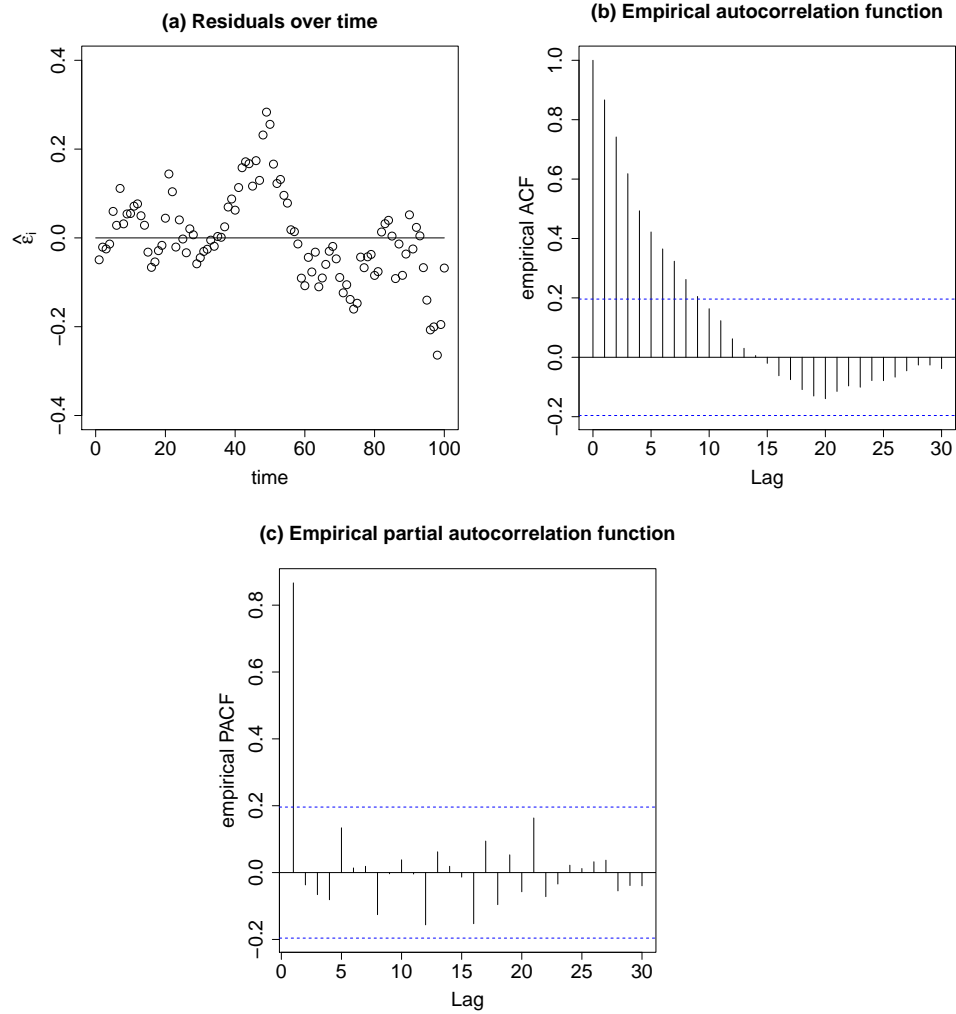 (a) Residuals over time
0.4
0.2
0.0
−0.2
−0.4
ε̂i
0 20 40 60 80 100
time
(b) Empirical autocorrelation function
1.0
0.8
0.6
0.4
0.2
0.0
−0.2
empirical ACF
0 5 10 15 20 25 30
Lag
(c) Empirical partial autocorrelation function
0.8
0.6
0.4
0.2
0.0
−0.2
empirical PACF
0 5 10 15 20 25 30
Lag